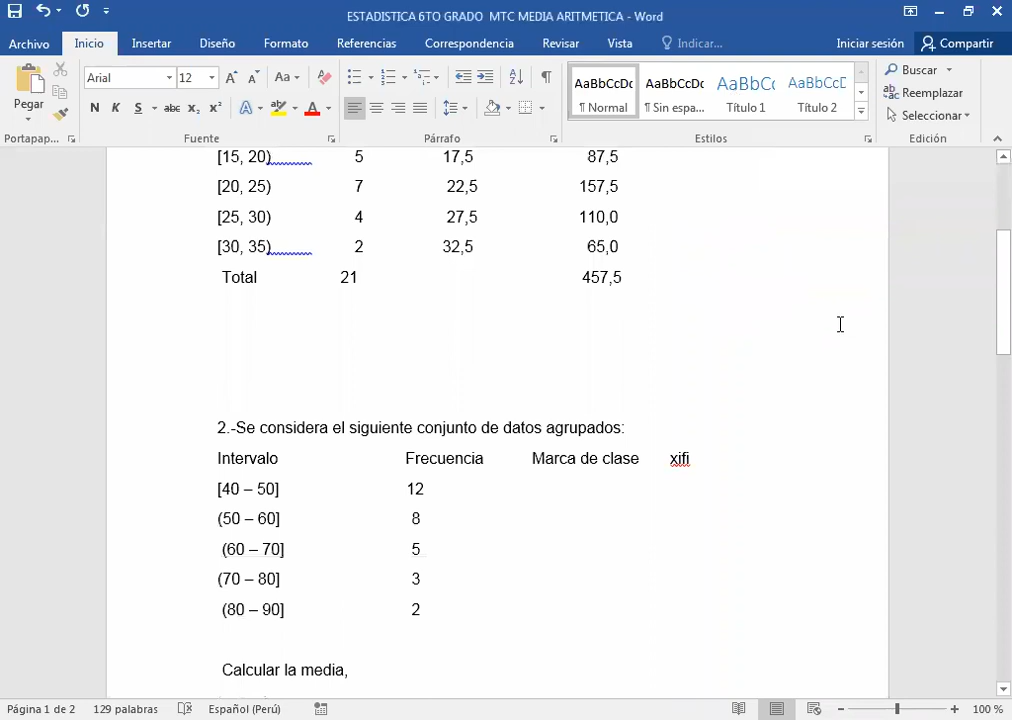 ESTADISTICA 6TO GRADO MTC MEDIA ARITMETICA - Word
Archivo Inicio Insertar Diseño Formato Referencias Correspondencia Revisar Vista Indicar... Iniciar sesión Compartir
Pegar Arial 12 A A Aa AaBbCcDc AaBbCcDc AaBbCc AaBbCcD Buscar
N K S abc x₂ x² A A ¶ Normal ¶ Sin espa... Título 1 Título 2 Reemplazar
Seleccionar
Portapap... Fuente Párrafo Estilos Edición
[15, 20) 5 17,5 87,5
[20, 25) 7 22,5 157,5
[25, 30) 4 27,5 110,0
[30, 35) 2 32,5 65,0
Total 21 457,5
2.-Se considera el siguiente conjunto de datos agrupados:
Intervalo Frecuencia Marca de clase xifi
[40 – 50] 12
(50 – 60] 8
(60 – 70] 5
(70 – 80] 3
(80 – 90] 2
Calcular la media,
Página 1 de 2 129 palabras Español (Perú) 100 %